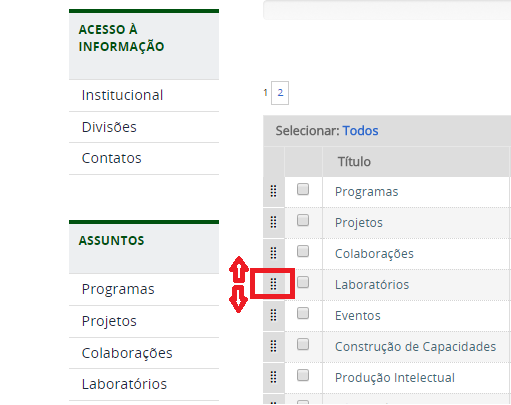 ACESSO À
INFORMAÇÃO
Institucional
Divisões
Contatos
ASSUNTOS
Programas
Projetos
Colaborações
Laboratórios
1 2
Selecionar: Todos
Título
Programas
Projetos
Colaborações
Laboratórios
Eventos
Construção de Capacidades
Produção Intelectual